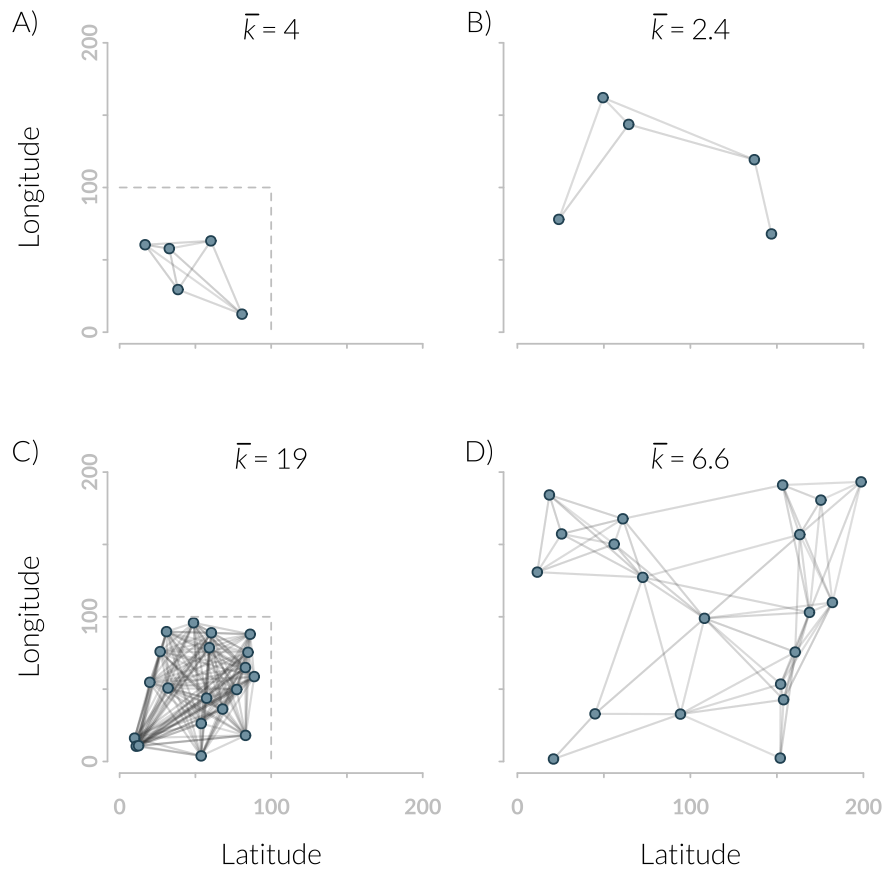 A)
k̅ = 4
B)
k̅ = 2.4
200
100
0
Longitude
C)
k̅ = 19
D)
k̅ = 6.6
200
100
0
Longitude
0 100 200
0 100 200
Latitude
Latitude